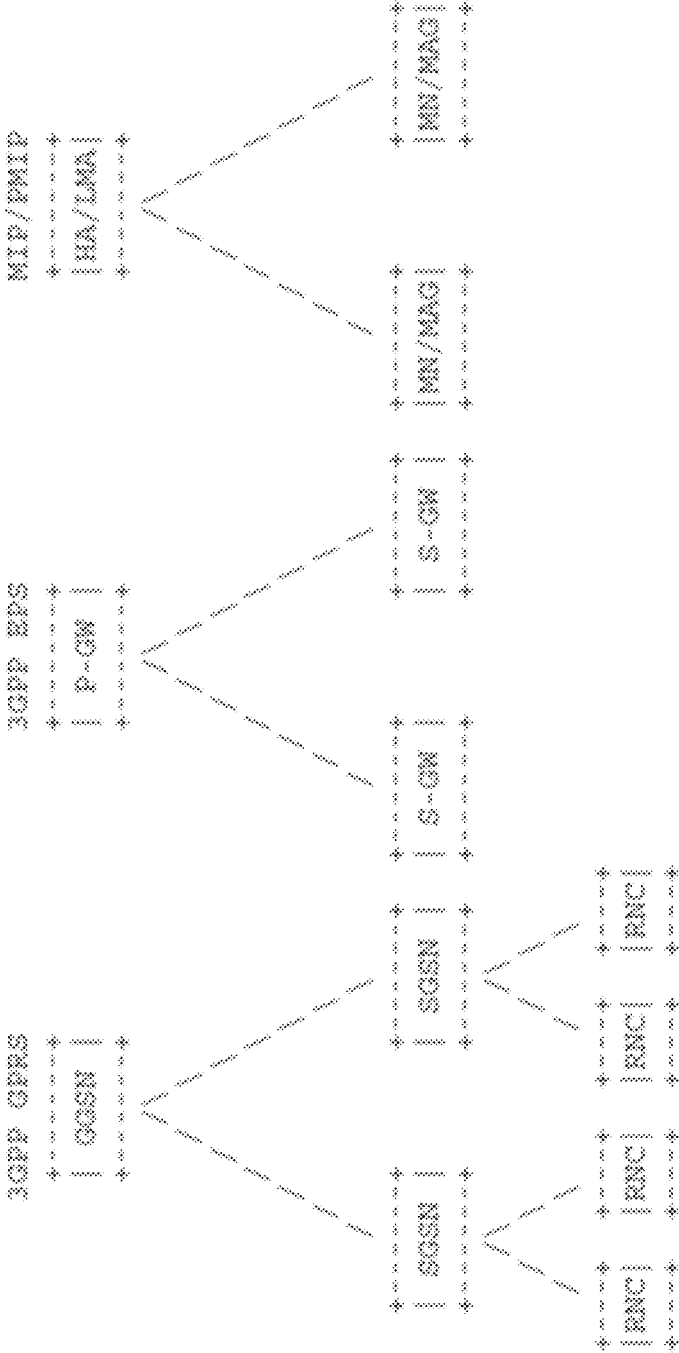 3GPP GPRS 3GPP EPS MIP/PMIP
GGSN P-GW HA/LMA
SGSN SGSN S-GW S-GW MN/MAG MN/MAG
RNC RNC RNC RNC